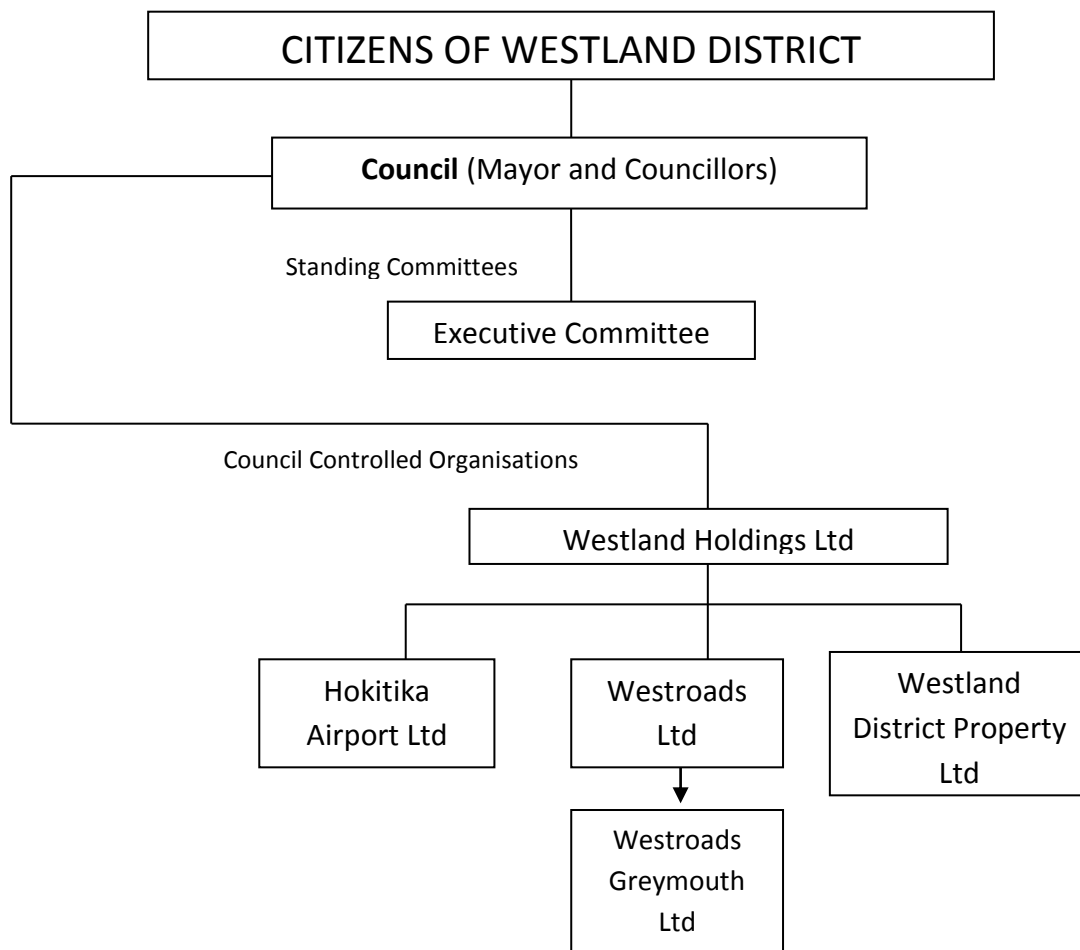 CITIZENS OF WESTLAND DISTRICT
Council (Mayor and Councillors)
Standing Committees
Executive Committee
Council Controlled Organisations
Westland Holdings Ltd
Hokitika
Airport Ltd
Westroads
Ltd
Westland
District Property
Ltd
Westroads
Greymouth
Ltd